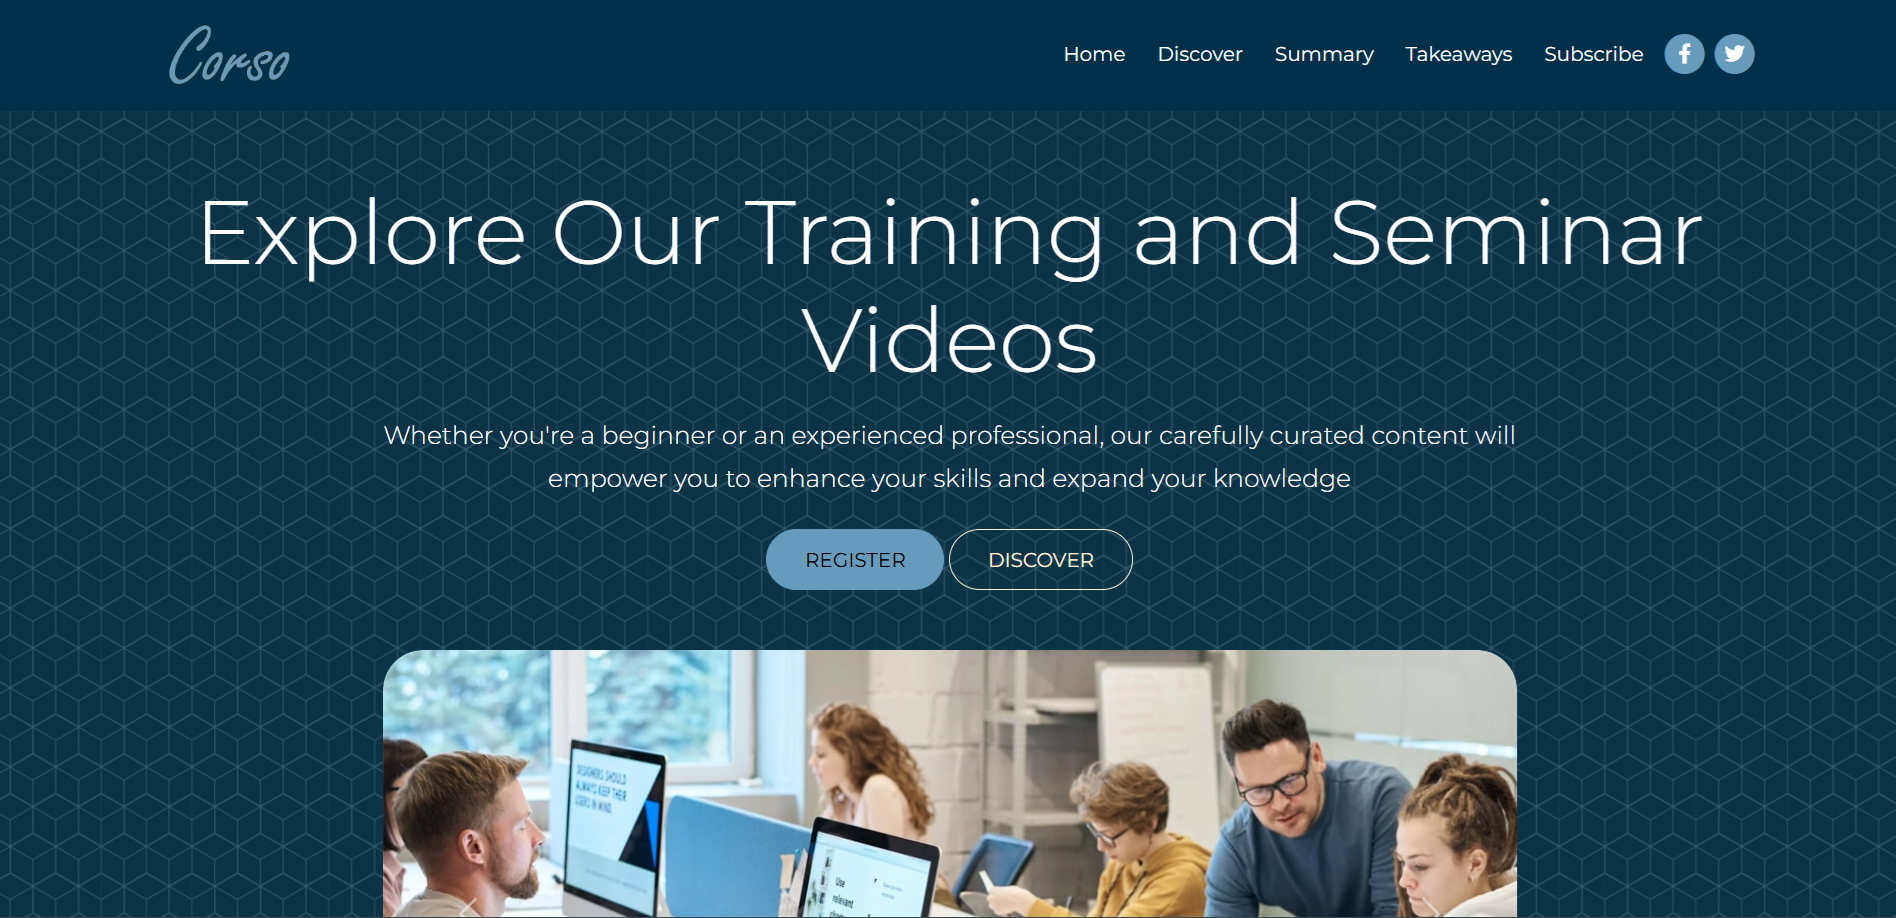 Corso
Home Discover Summary Takeaways Subscribe
Explore Our Training and Seminar
Videos
Whether you're a beginner or an experienced professional, our carefully curated content will
empower you to enhance your skills and expand your knowledge
REGISTER DISCOVER
DESIGNERS SHOULD
ALWAYS KEEP THEIR
USERS IN MIND.
Use
relevant